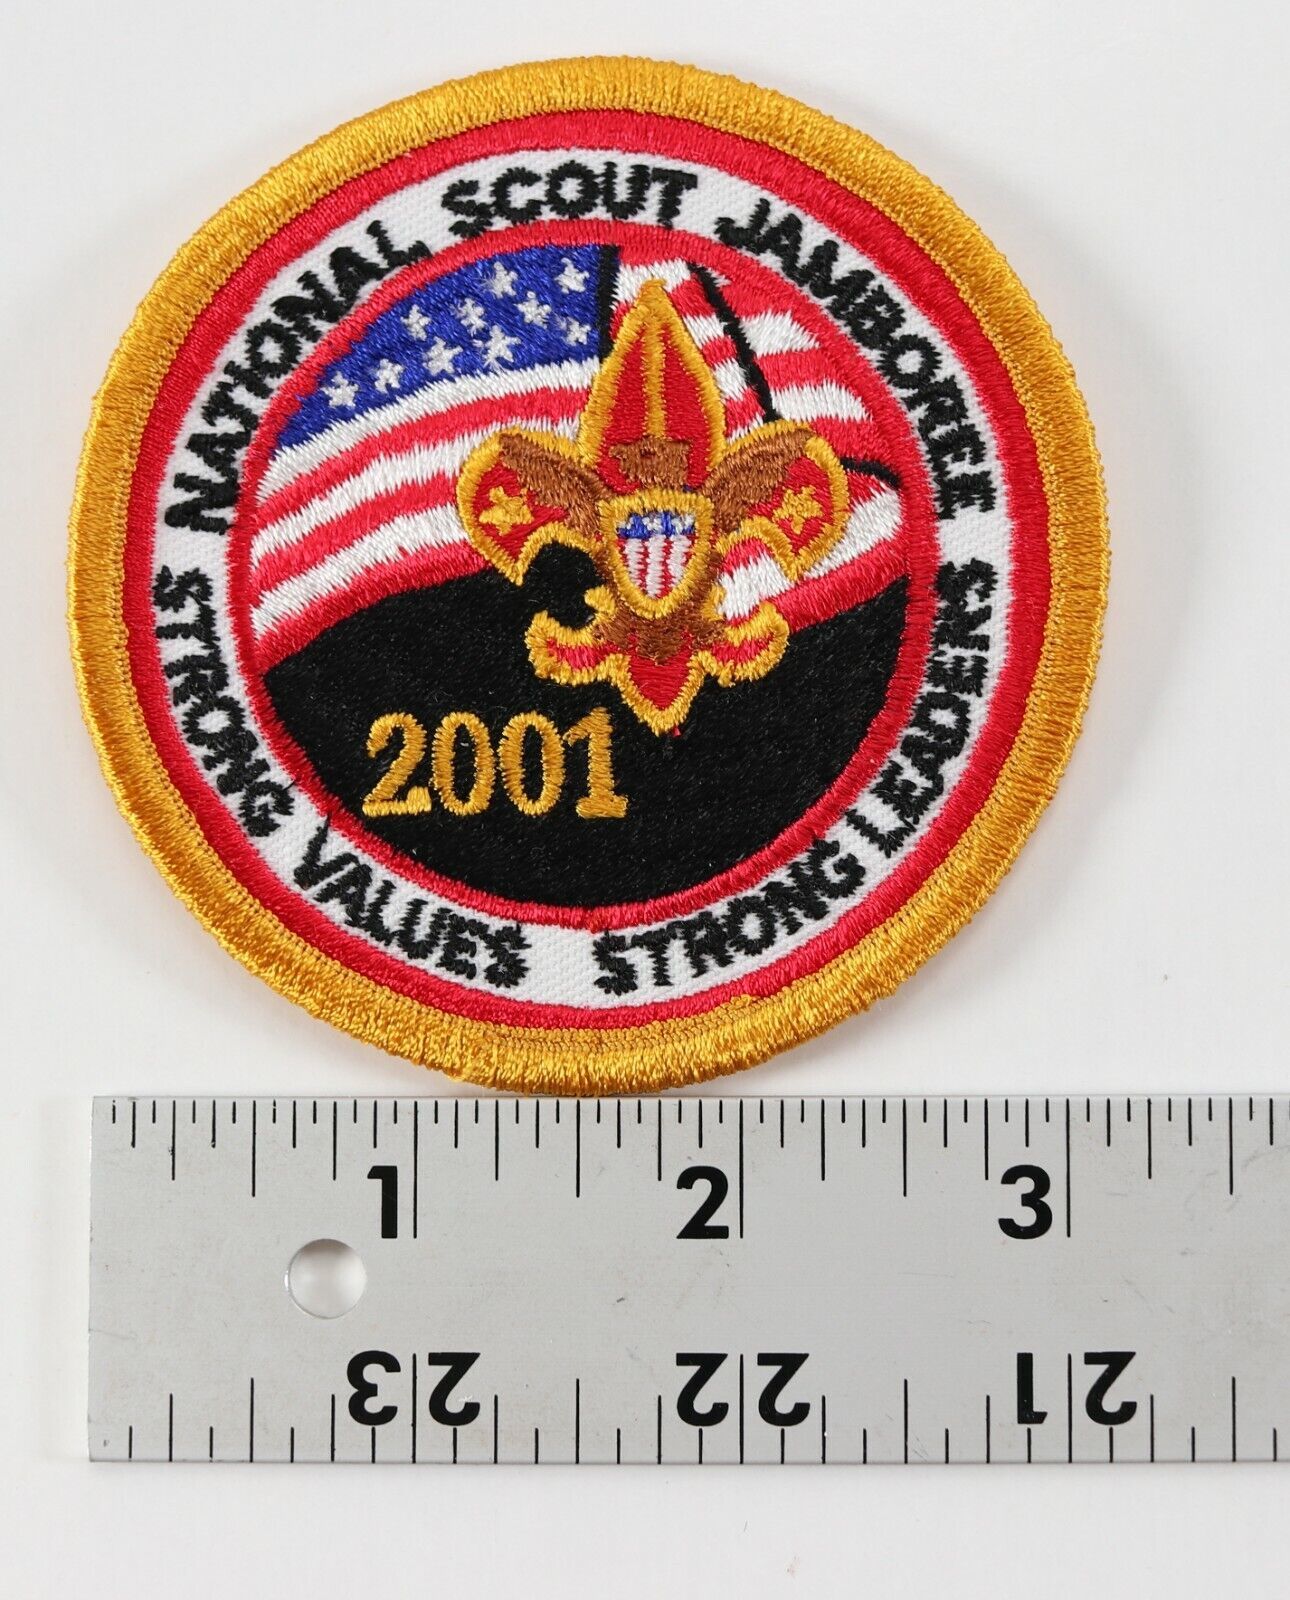 NATIONAL SCOUT JAMBOREE
STRONG VALUES STRONG LEADERS
2001
1 2 3
23 22 21